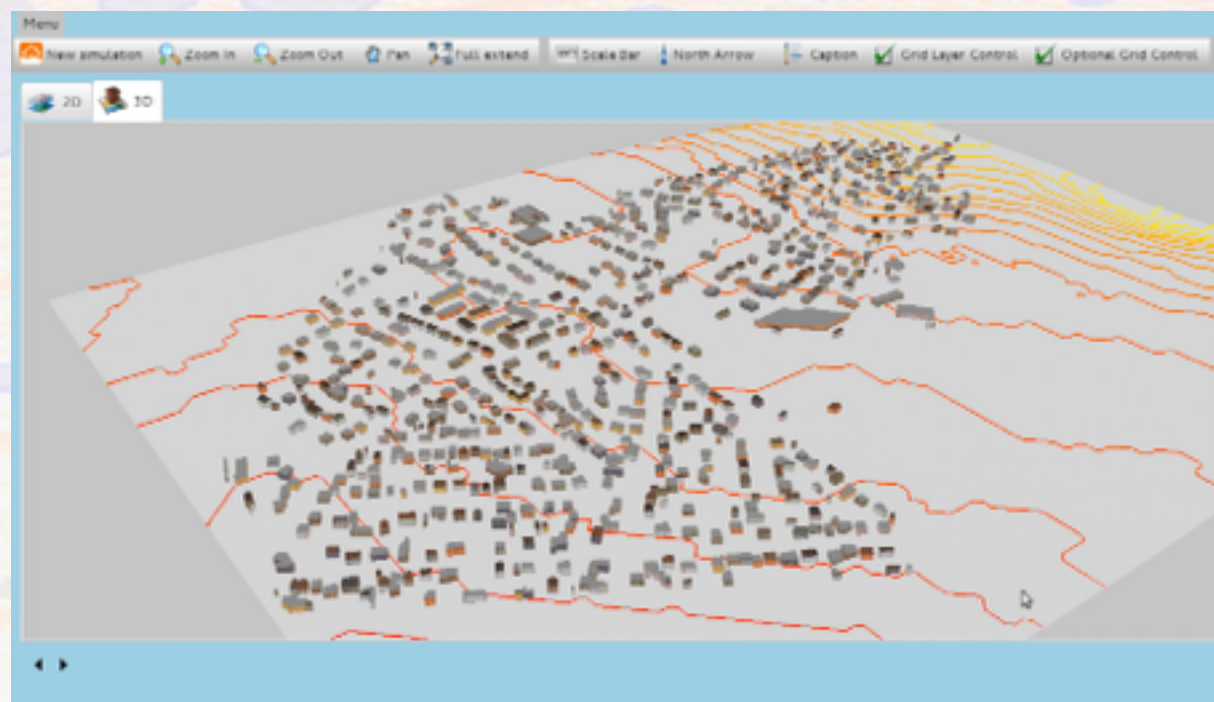 Menu
New simulation Zoom In Zoom Out Pan Full extend Scale Bar North Arrow Caption Grid Layer Control Optional Grid Control
2D 3D